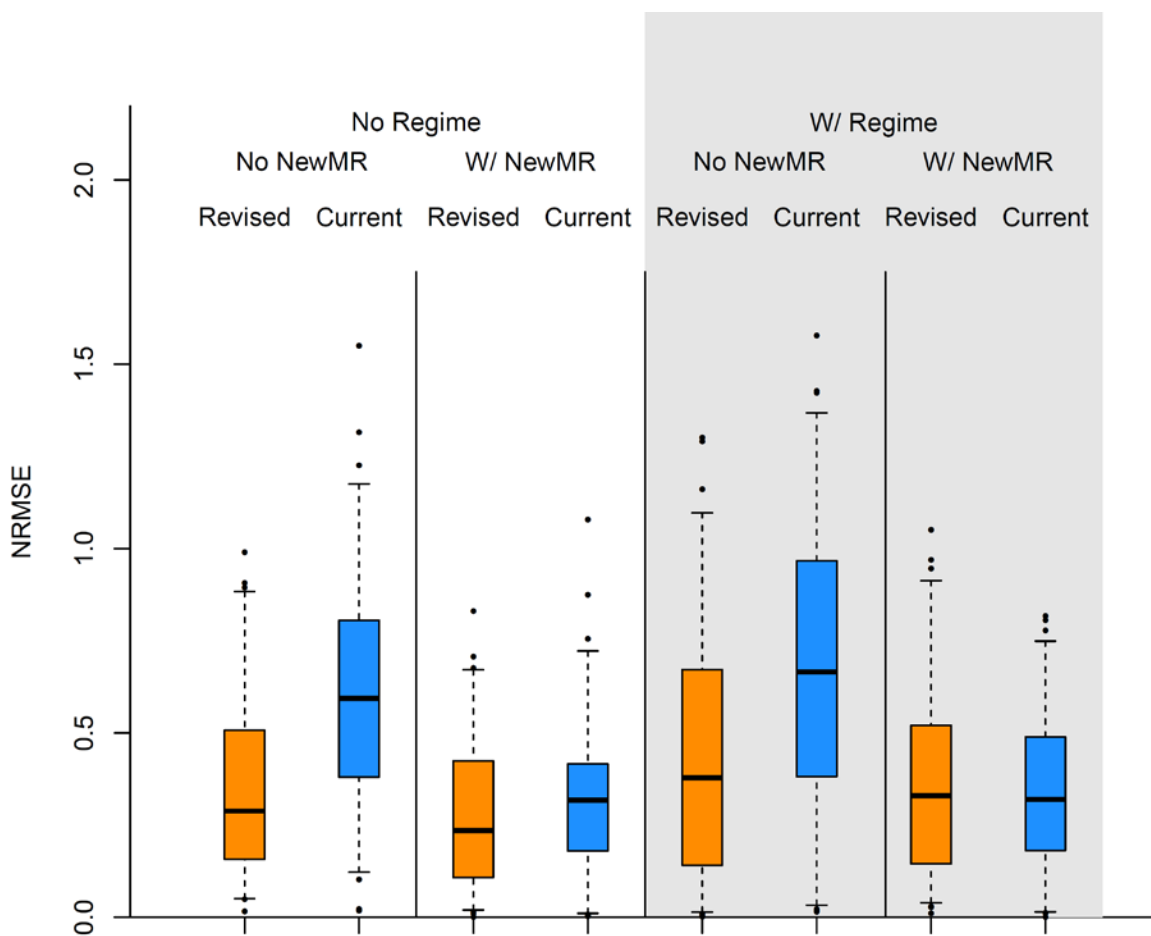 No Regime W/ Regime
No NewMR W/ NewMR No NewMR W/ NewMR
Revised Current Revised Current Revised Current Revised Current
NRMSE
2.0
1.5
1.0
0.5
0.0